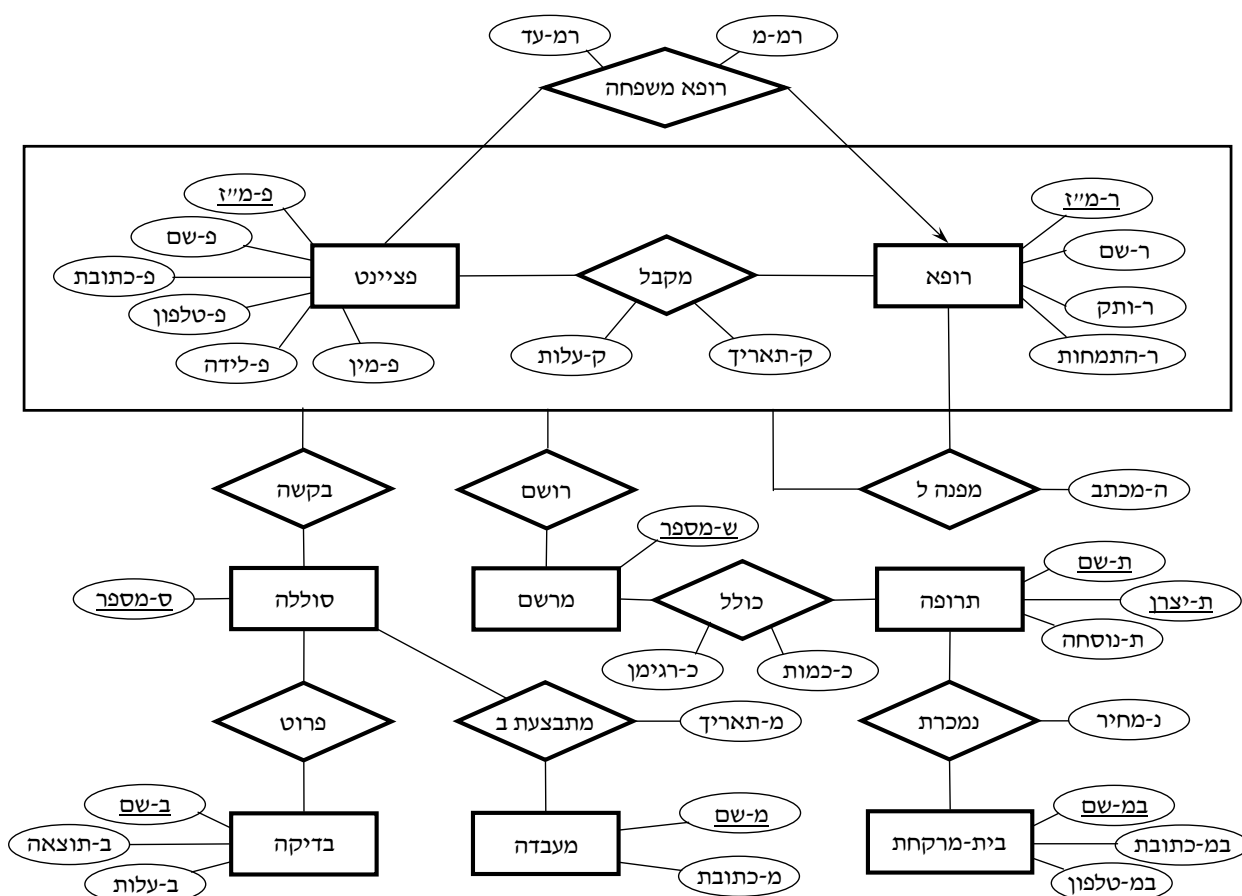 רמ-מ
רמ-עד
רופא משפחה
ר-מ״ז
פ-מ״ז
ר-שם
פ-שם
רופא
מקבל
פציינט
פ-כתובת
ר-ותק
פ-טלפון
ר-התמחות
ק-תאריך
ק-עלות
פ-מין
פ-לידה
ה-מכתב
מפנה ל
רושם
בקשה
ש-מספר
ת-שם
תרופה
כולל
מרשם
סוללה
ס-מספר
ת-יצרן
ת-נוסחה
כ-כמות
כ-רגימן
נ-מחיר
נמכרת
מ-תאריך
מתבצעת ב
פרוט
במ-שם
מ-שם
ב-שם
במ-כתובת
בית-מרקחת
מעבדה
בדיקה
ב-תוצאה
במ-טלפון
מ-כתובת
ב-עלות